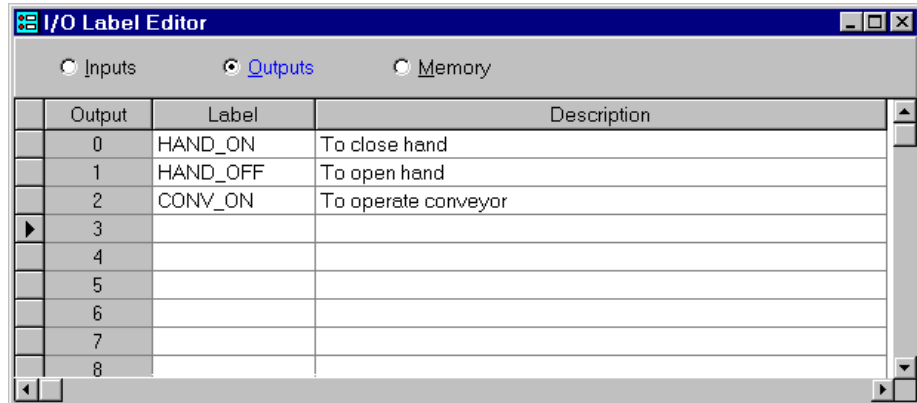 I/O Label Editor
Inputs Outputs Memory
Output Label Description
0 HAND_ON To close hand
1 HAND_OFF To open hand
2 CONV_ON To operate conveyor
3
4
5
6
7
8